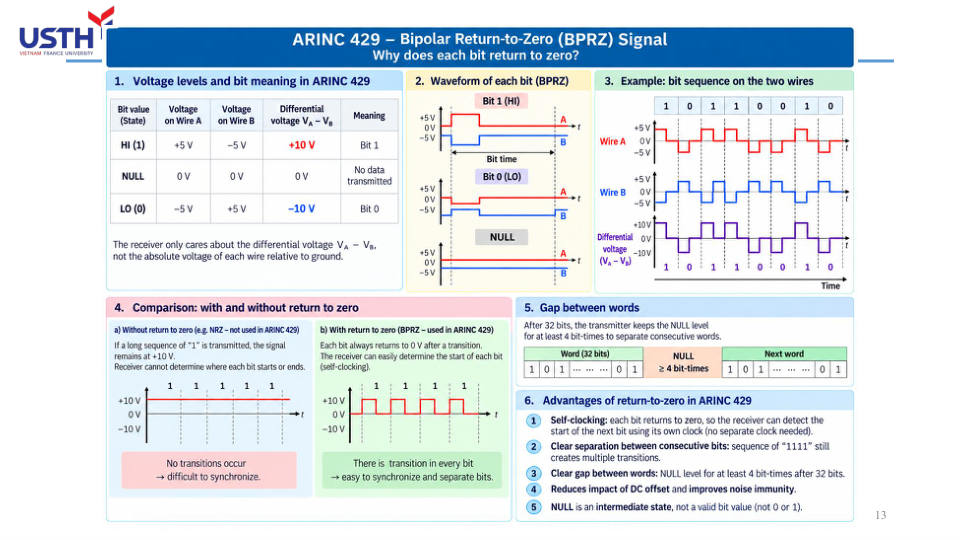 USTH
VIETNAM FRANCE UNIVERSITY
ARINC 429 – Bipolar Return-to-Zero (BPRZ) Signal
Why does each bit return to zero?
1. Voltage levels and bit meaning in ARINC 429
Bit value (State) Voltage on Wire A Voltage on Wire B Differential voltage VA – VB Meaning
HI (1) +5 V –5 V +10 V Bit 1
NULL 0 V 0 V 0 V No data transmitted
LO (0) –5 V +5 V –10 V Bit 0
The receiver only cares about the differential voltage VA – VB,
not the absolute voltage of each wire relative to ground.
2. Waveform of each bit (BPRZ)
Bit 1 (HI)
+5 V A
0 V t
–5 V B
Bit time
Bit 0 (LO)
+5 V A
0 V t
–5 V B
NULL
+5 V A
0 V t
–5 V B
3. Example: bit sequence on the two wires
1 0 1 1 0 0 1 0
+5 V
Wire A 0 V t
–5 V
+5 V
Wire B 0 V t
–5 V
+10 V
Differential 0 V t
voltage –10 V
(VA – VB)
1 0 1 1 0 0 1 0
Time
4. Comparison: with and without return to zero
a) Without return to zero (e.g. NRZ – not used in ARINC 429)
If a long sequence of "1" is transmitted, the signal
remains at +10 V.
Receiver cannot determine where each bit starts or ends.
1 1 1 1 1
+10 V
0 V t
–10 V
No transitions occur
→ difficult to synchronize.
b) With return to zero (BPRZ – used in ARINC 429)
Each bit always returns to 0 V after a transition.
The receiver can easily determine the start of each bit
(self-clocking).
1 1 1 1
+10 V
0 V t
–10 V
There is transition in every bit
→ easy to synchronize and separate bits.
5. Gap between words
After 32 bits, the transmitter keeps the NULL level
for at least 4 bit-times to separate consecutive words.
Word (32 bits) NULL ≥ 4 bit-times Next word
1 0 1 ... ... ... 0 1 1 0 1 ... ... ... 0 1
6. Advantages of return-to-zero in ARINC 429
1 Self-clocking: each bit returns to zero, so the receiver can detect the
start of the next bit using its own clock (no separate clock needed).
2 Clear separation between consecutive bits: sequence of "1111" still
creates multiple transitions.
3 Clear gap between words: NULL level for at least 4 bit-times after 32 bits.
4 Reduces impact of DC offset and improves noise immunity.
5 NULL is an intermediate state, not a valid bit value (not 0 or 1).
13